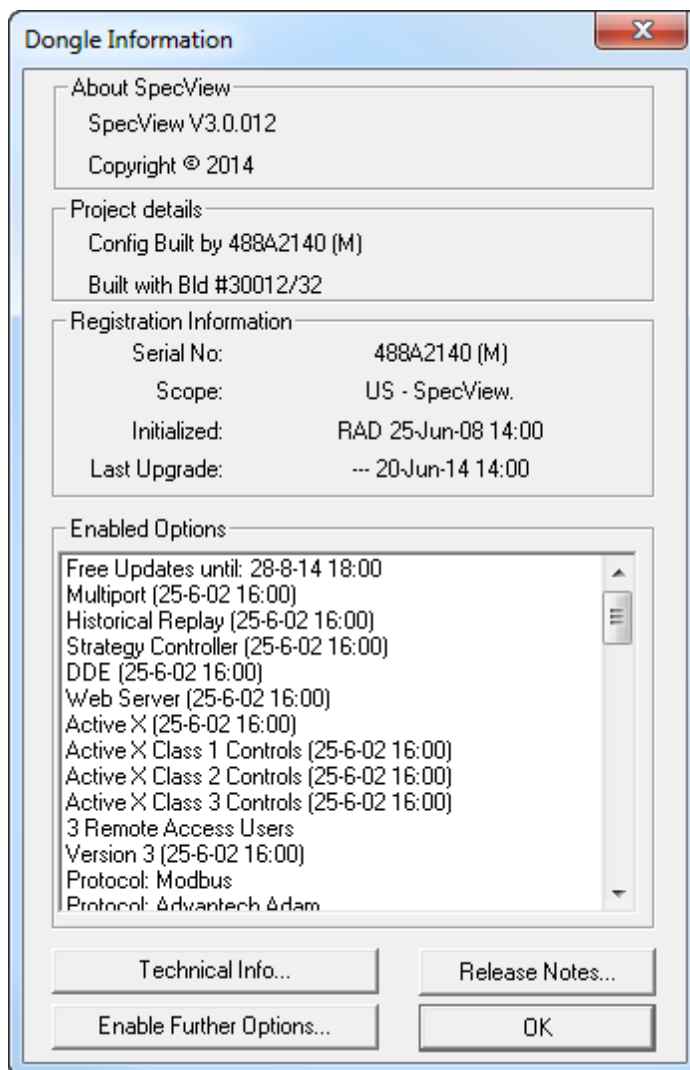 Dongle Information
About SpecView
SpecView V3.0.012
Copyright © 2014
Project details
Config Built by 488A2140 (M)
Built with Bld #30012/32
Registration Information
Serial No: 488A2140 (M)
Scope: US - SpecView.
Initialized: RAD 25-Jun-08 14:00
Last Upgrade: --- 20-Jun-14 14:00
Enabled Options
Free Updates until: 28-8-14 18:00
Multiport (25-6-02 16:00)
Historical Replay (25-6-02 16:00)
Strategy Controller (25-6-02 16:00)
DDE (25-6-02 16:00)
Web Server (25-6-02 16:00)
Active X (25-6-02 16:00)
Active X Class 1 Controls (25-6-02 16:00)
Active X Class 2 Controls (25-6-02 16:00)
Active X Class 3 Controls (25-6-02 16:00)
3 Remote Access Users
Version 3 (25-6-02 16:00)
Protocol: Modbus
Protocol: Advantech Adam
Technical Info... Release Notes...
Enable Further Options... OK